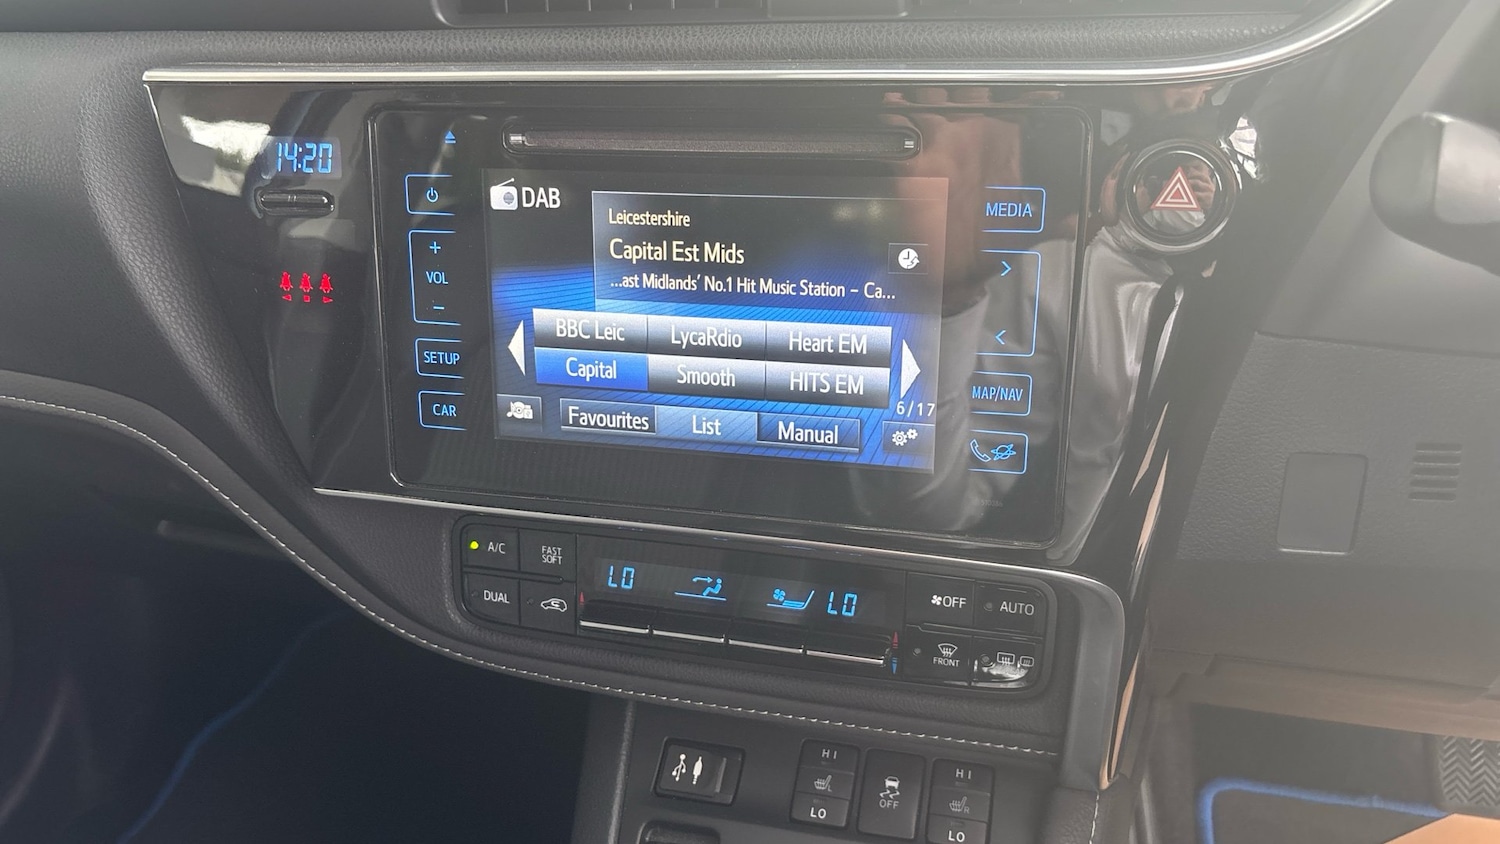 14:20
DAB
Leicestershire
Capital Est Mids
...ast Midlands' No.1 Hit Music Station – Ca...
BBC Leic
LycaRdio
Heart EM
Capital
Smooth
HITS EM
6/17
Favourites
List
Manual
+
VOL
–
SETUP
CAR
MEDIA
>
<
MAP/NAV
A/C
FAST
SOFT
DUAL
LO
LO
OFF
AUTO
FRONT
HI
L
LO
OFF
HI
R
LO